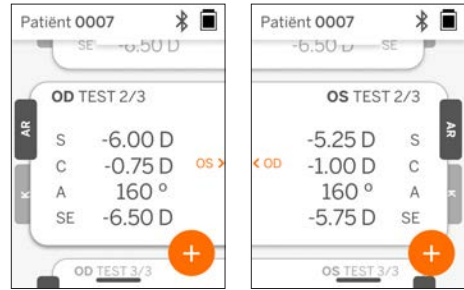 Patiënt 0007
SE -6.50 D
OD TEST 2/3
AR
K
S -6.00 D
C -0.75 D
A 160 º
SE -6.50 D
OS >
+
OD TEST 3/3
Patiënt 0007
-6.50 D SE
OS TEST 2/3
AR
K
-5.25 D S
-1.00 D C
160 º A
-5.75 D SE
< OD
+
OS TEST 3/3